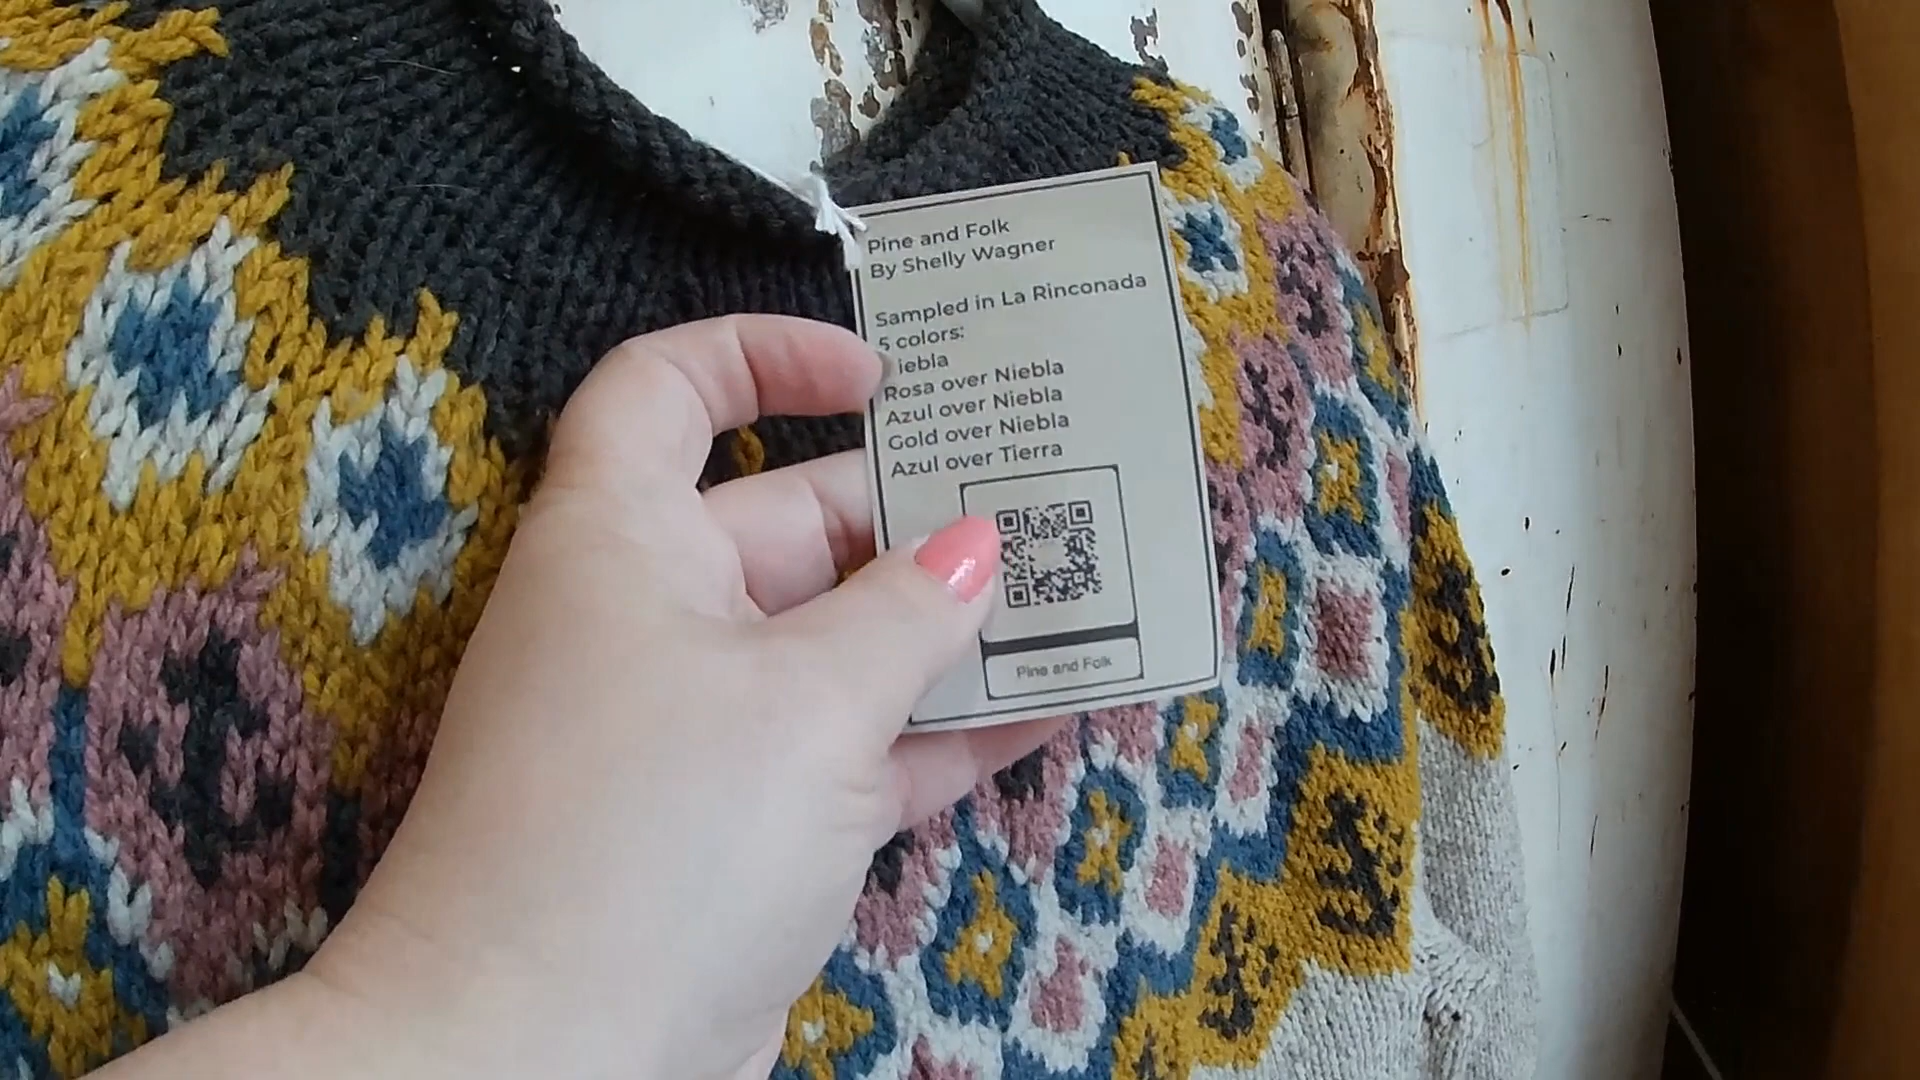 Pine and Folk
By Shelly Wagner
Sampled in La Rinconada
5 colors:
iebla
Rosa over Niebla
Azul over Niebla
Gold over Niebla
Azul over Tierra
Pine and Folk